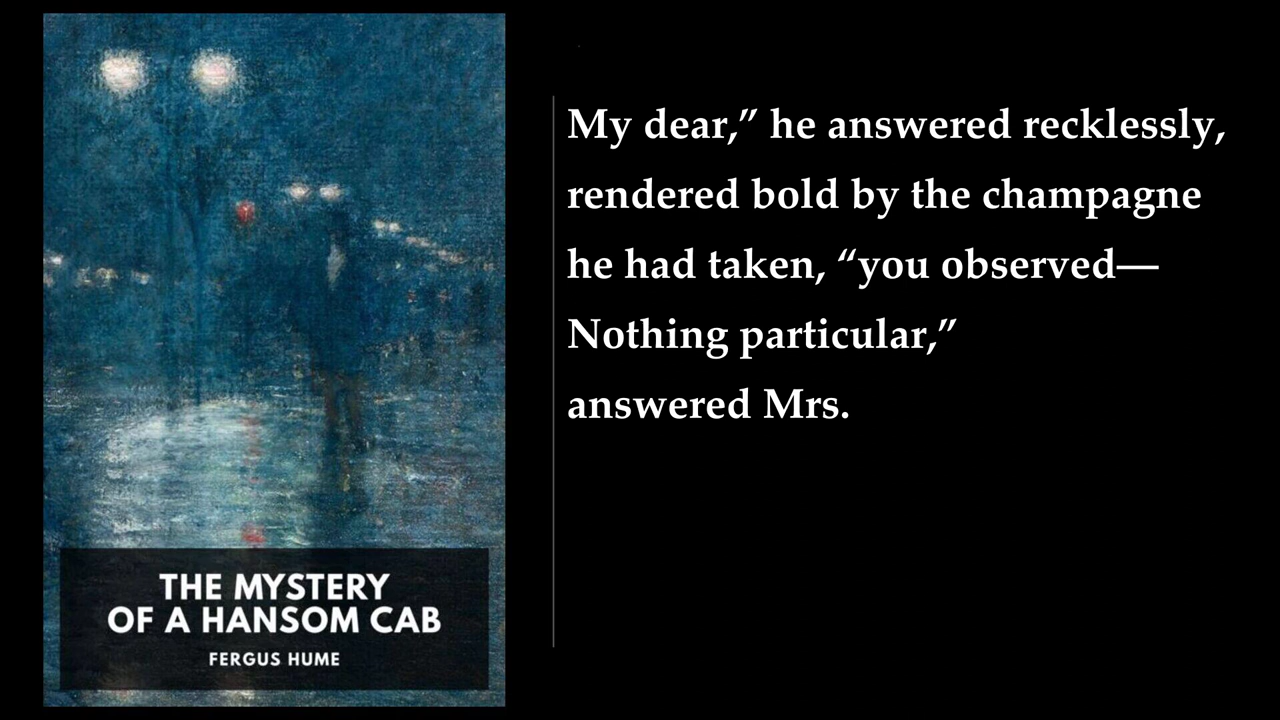 THE MYSTERY
OF A HANSOM CAB
FERGUS HUME
My dear,” he answered recklessly,
rendered bold by the champagne
he had taken, “you observed—
Nothing particular,”
answered Mrs.